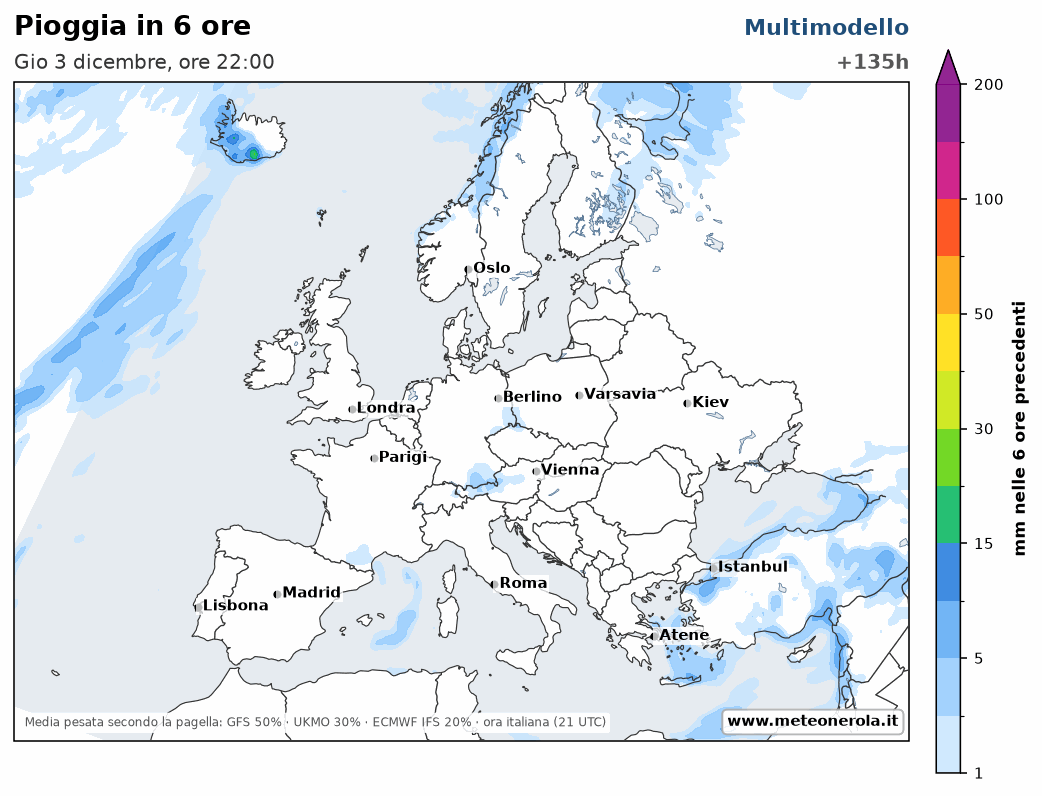 Pioggia in 6 ore
Multimodello
Gio 3 dicembre, ore 22:00
+135h
200
100
50
30
15
5
1
mm nelle 6 ore precedenti
Oslo
Berlino
Varsavia
Kiev
Londra
Parigi
Vienna
Istanbul
Roma
Madrid
Lisbona
Atene
Media pesata secondo la pagella: GFS 50% · UKMO 30% · ECMWF IFS 20% · ora italiana (21 UTC)
www.meteonerola.it